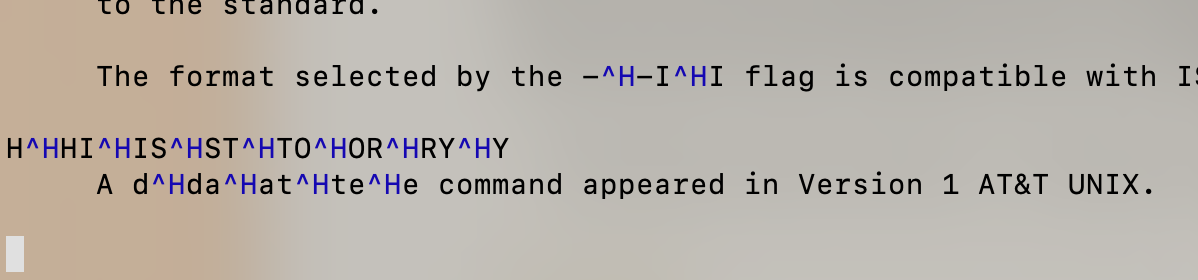 to the standard.
The format selected by the -^H-I^HI flag is compatible with IS
H^HHI^HIS^HST^HTO^HOR^HRY^HY
A d^Hda^Hat^Hte^He command appeared in Version 1 AT&T UNIX.